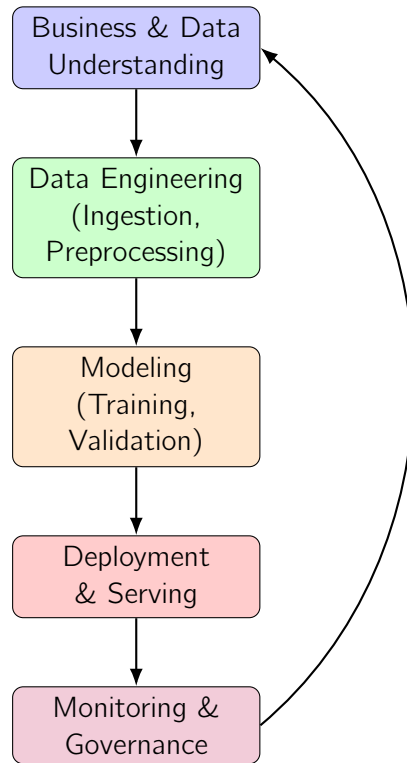 Business & Data
Understanding
Data Engineering
(Ingestion,
Preprocessing)
Modeling
(Training,
Validation)
Deployment
& Serving
Monitoring &
Governance